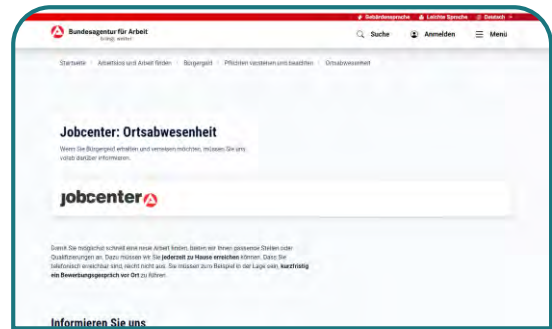 Gebärdensprache Leichte Sprache Deutsch
Bundesagentur für Arbeit
bringt weiter.
Suche Anmelden Menü
Startseite Arbeitslos und Arbeit finden Bürgergeld Pflichten verstehen und beachten Ortsabwesenheit
Jobcenter: Ortsabwesenheit
Wenn Sie Bürgergeld erhalten und verreisen möchten, müssen Sie uns
vorab darüber informieren.
jobcenter
Damit Sie möglichst schnell eine neue Arbeit finden, bieten wir Ihnen passende Stellen oder
Qualifizierungen an. Dazu müssen wir Sie jederzeit zu Hause erreichen können. Dass Sie
telefonisch erreichbar sind, reicht nicht aus. Sie müssen zum Beispiel in der Lage sein, kurzfristig
ein Bewerbungsgespräch vor Ort zu führen.
Informieren Sie uns